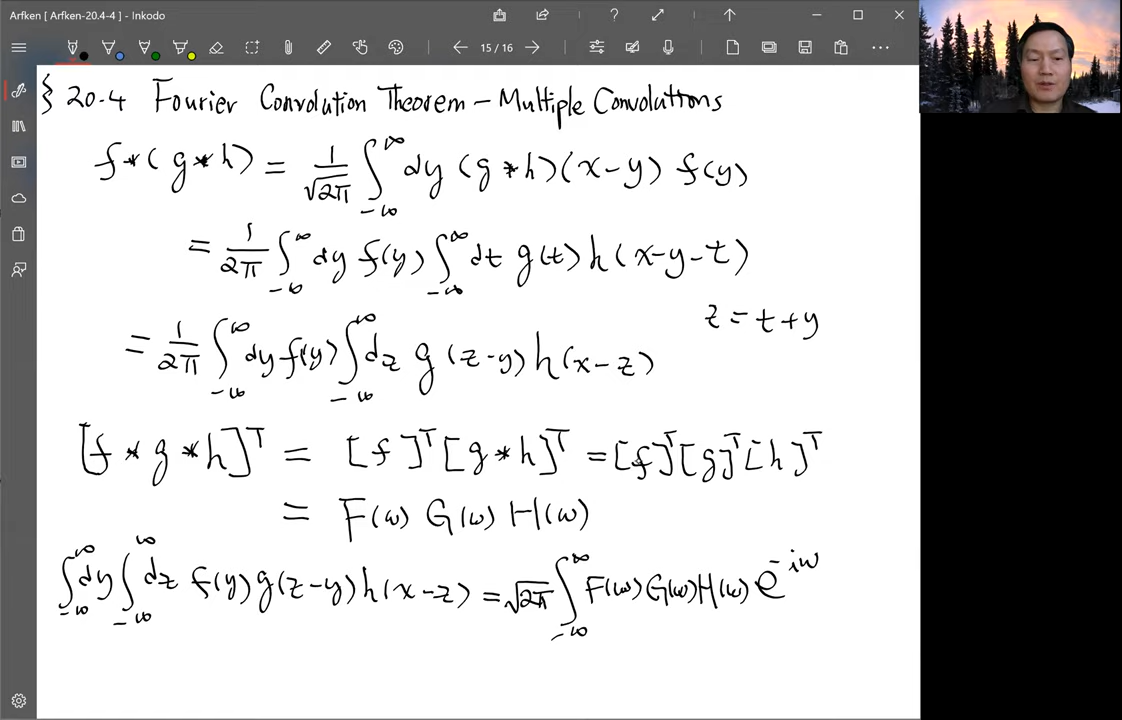 Arfken [ Arfken-20.4-4 ] - Inkodo
15 / 16
§ 20.4 Fourier Convolution Theorem – Multiple Convolutions
f*(g*h) = 1/√2π ∫_{-∞}^{∞} dy (g*h)(x-y) f(y)
= 1/2π ∫_{-∞}^{∞} dy f(y) ∫_{-∞}^{∞} dt g(t) h(x-y-t)
z = t+y
= 1/2π ∫_{-∞}^{∞} dy f(y) ∫_{-∞}^{∞} dz g(z-y) h(x-z)
[f*g*h]^T = [f]^T [g*h]^T = [f]^T [g]^T [h]^T
= F(ω) G(ω) H(ω)
∫_{-∞}^{∞} dy ∫_{-∞}^{∞} dz f(y) g(z-y) h(x-z) = √2π ∫_{-∞}^{∞} F(ω) G(ω) H(ω) e^{-iω